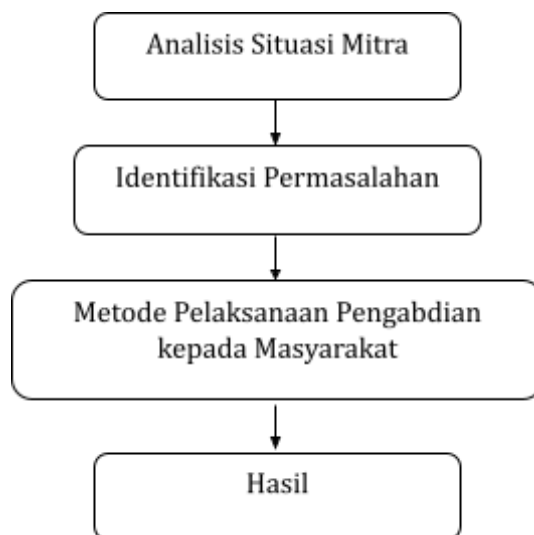 Analisis Situasi Mitra
Identifikasi Permasalahan
Metode Pelaksanaan Pengabdian
kepada Masyarakat
Hasil